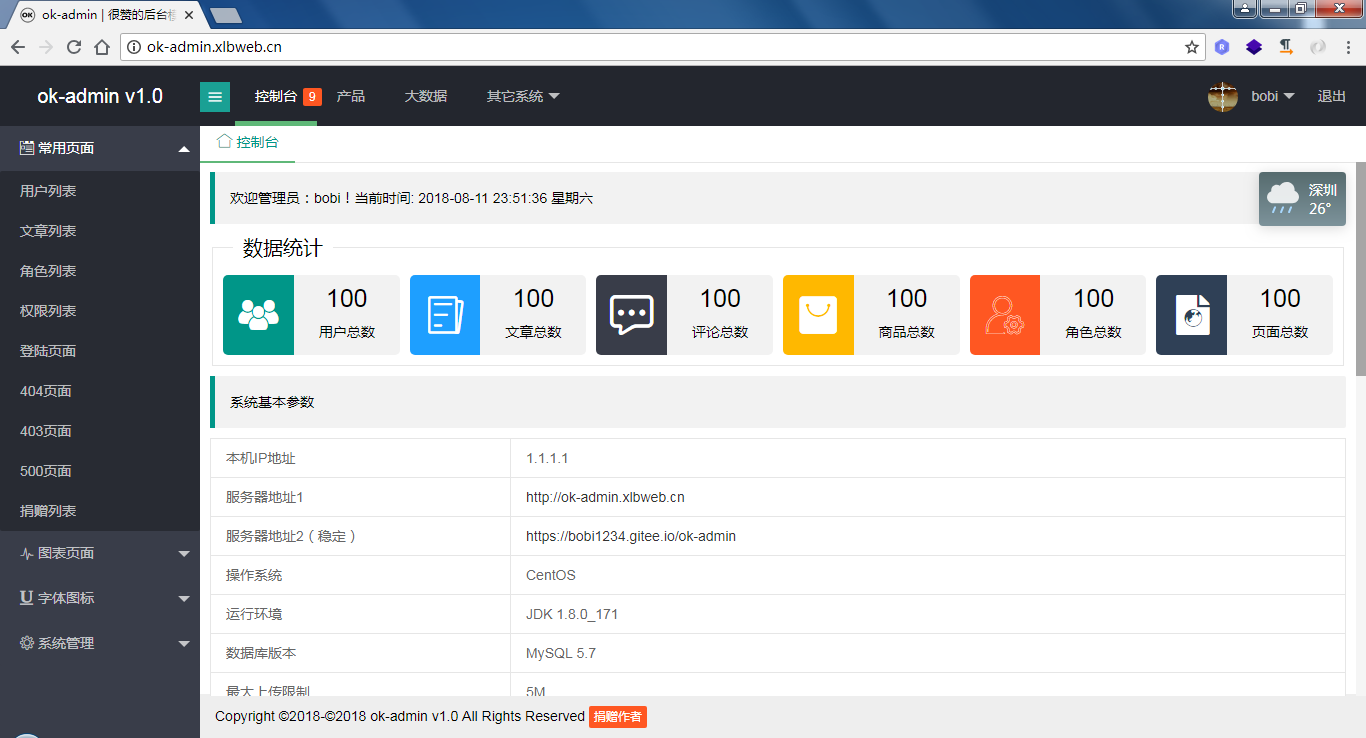 ok-admin | 很赞的后台模
ok-admin.xlbweb.cn
ok-admin v1.0
控制台 9
产品
大数据
其它系统
bobi
退出
常用页面
用户列表
文章列表
角色列表
权限列表
登陆页面
404页面
403页面
500页面
捐赠列表
图表页面
字体图标
系统管理
控制台
欢迎管理员：bobi！当前时间: 2018-08-11 23:51:36 星期六
深圳
26°
数据统计
100
用户总数
100
文章总数
100
评论总数
100
商品总数
100
角色总数
100
页面总数
系统基本参数
本机IP地址 1.1.1.1
服务器地址1 http://ok-admin.xlbweb.cn
服务器地址2（稳定） https://bobi1234.gitee.io/ok-admin
操作系统 CentOS
运行环境 JDK 1.8.0_171
数据库版本 MySQL 5.7
最大上传限制 5M
Copyright ©2018-©2018 ok-admin v1.0 All Rights Reserved 捐赠作者